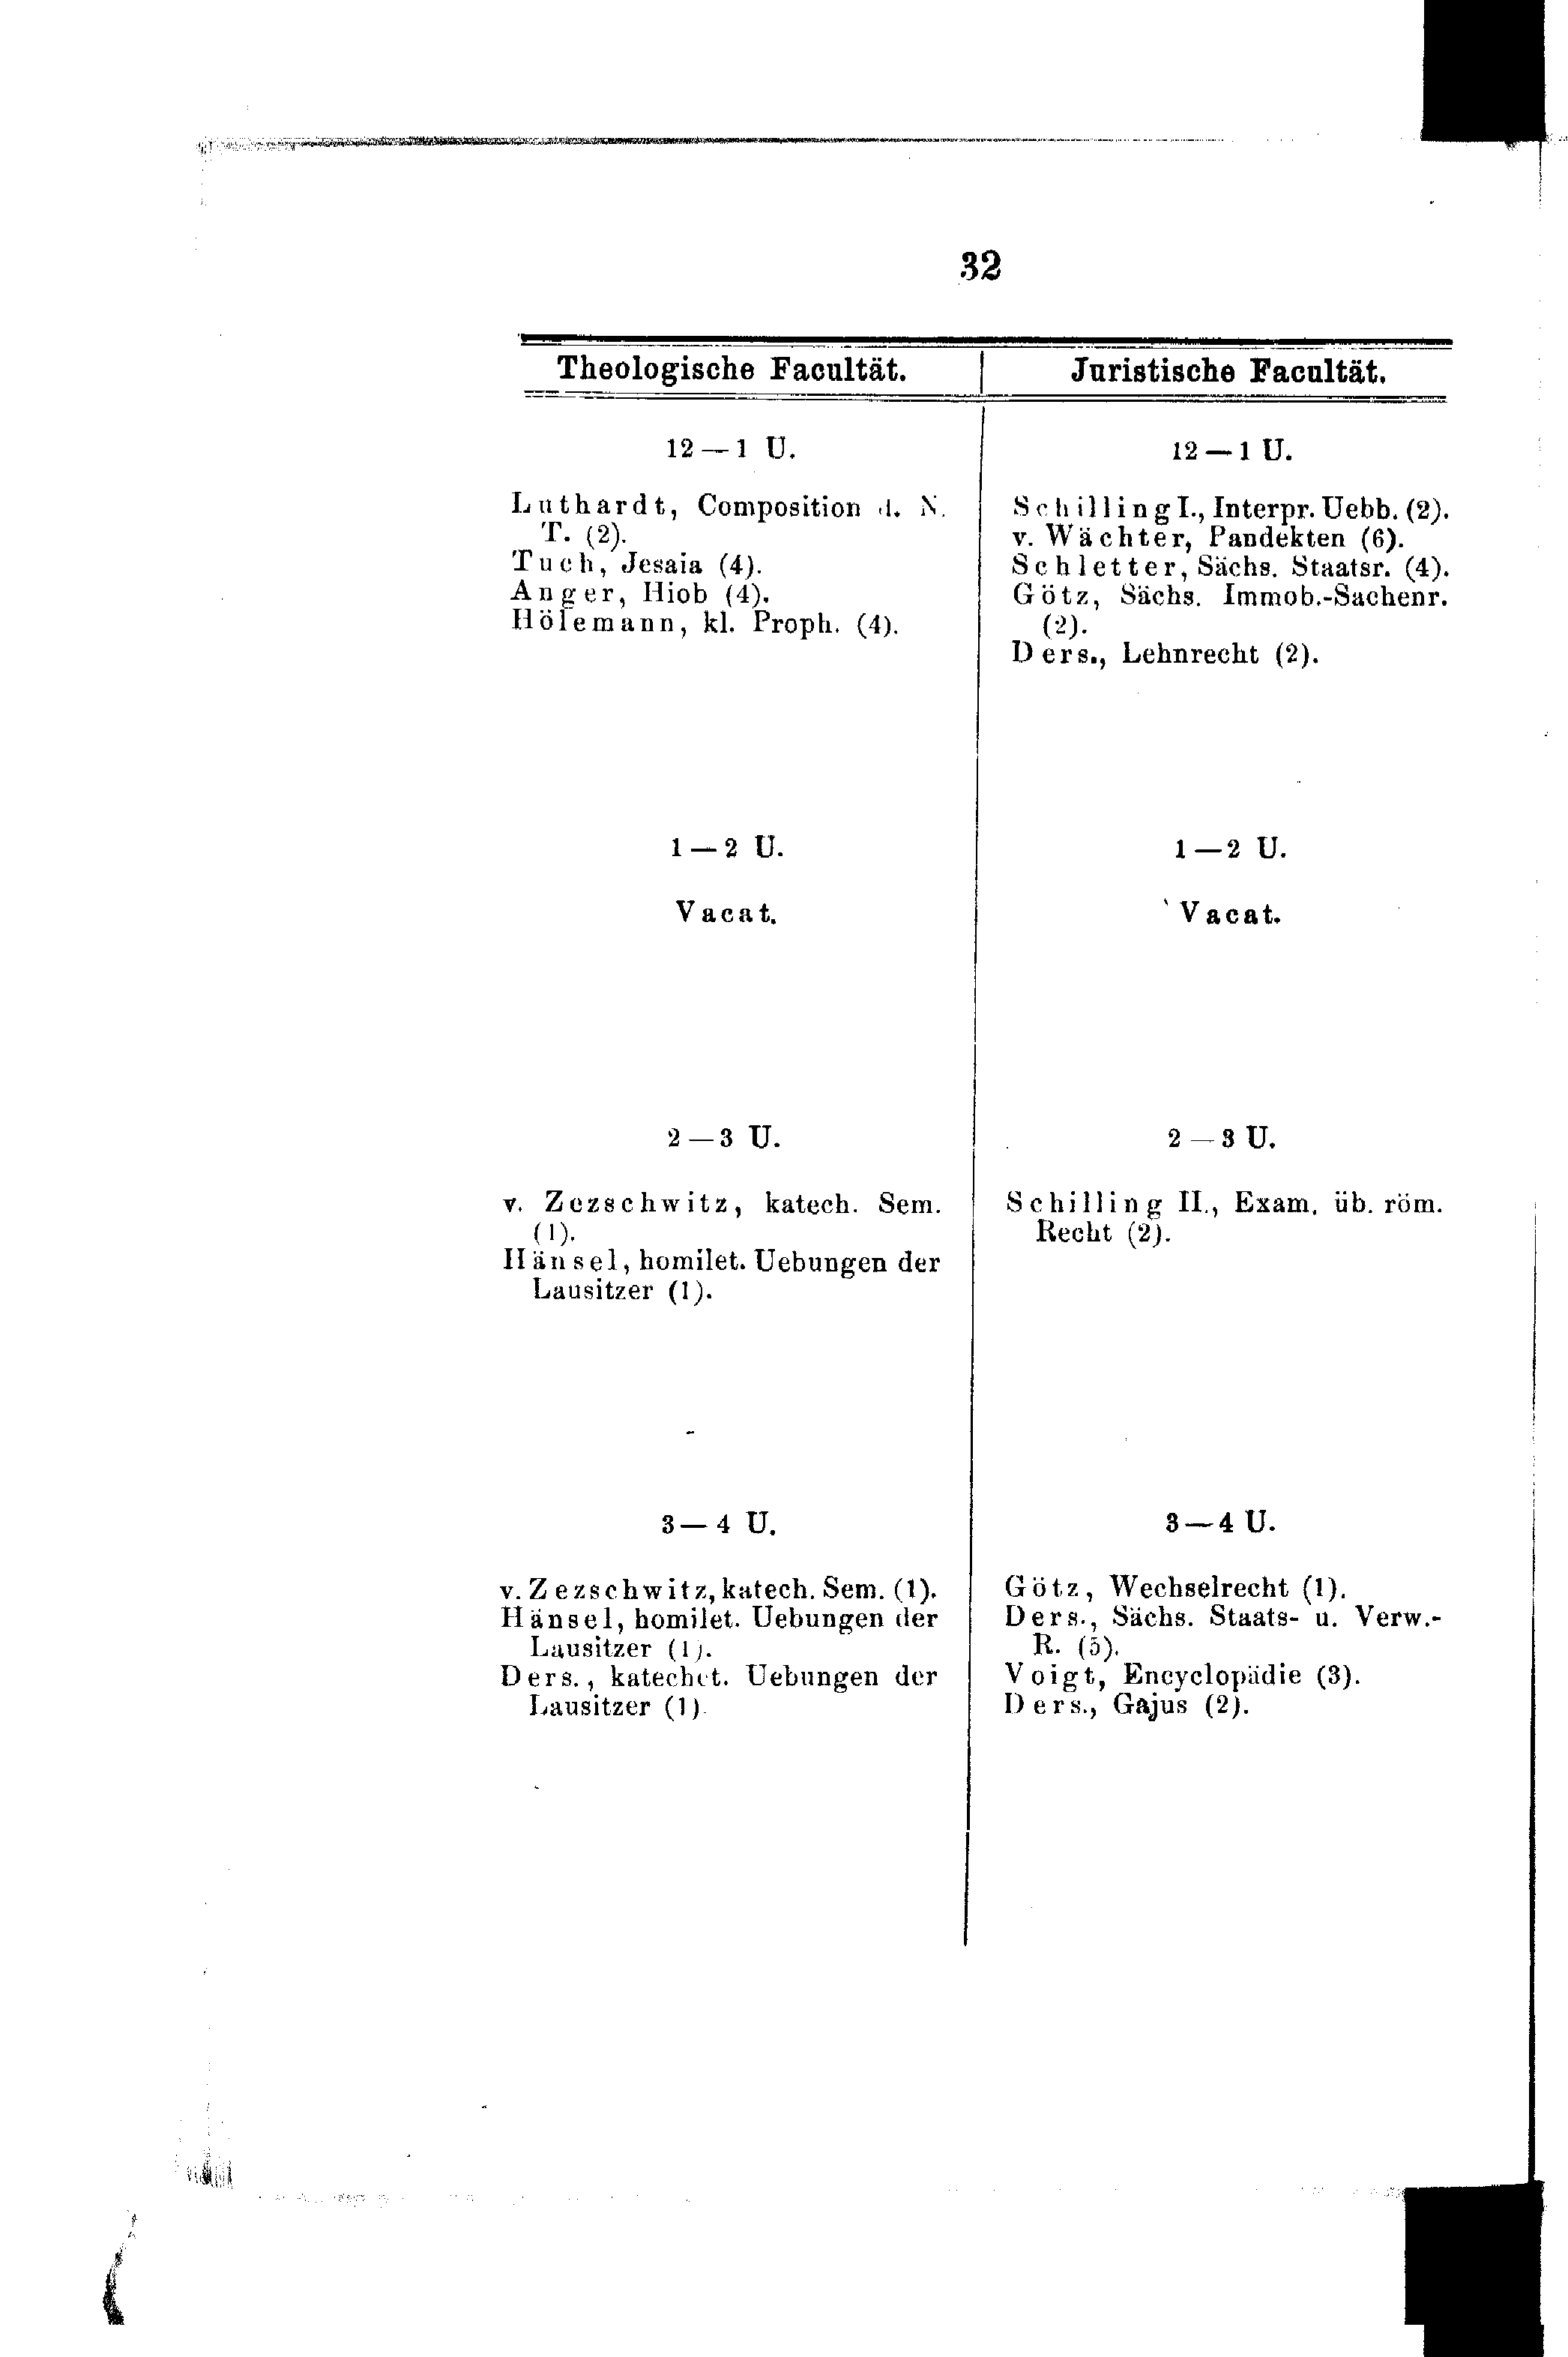 32
Theologische Facultät.
12 — 1 U.
Luthardt, Composition d. N.
T. (2).
Tuch, Jesaia (4).
Anger, Hiob (4).
Hölemann, kl. Proph. (4).
1 — 2 U.
Vacat.
2 — 3 U.
v. Zezschwitz, katech. Sem.
(1).
Hänsel, homilet. Uebungen der
Lausitzer (1).
3 — 4 U.
v. Zezschwitz, katech. Sem. (1).
Hänsel, homilet. Uebungen der
Lausitzer (1).
Ders., katechet. Uebungen der
Lausitzer (1).
Juristische Facultät.
12 — 1 U.
Schilling I., Interpr. Uebb. (2).
v. Wächter, Pandekten (6).
Schletter, Sächs. Staatsr. (4).
Götz, Sächs. Immob.-Sachenr.
(2).
Ders., Lehnrecht (2).
1 — 2 U.
Vacat.
2 — 3 U.
Schilling II., Exam. üb. röm.
Recht (2).
3 — 4 U.
Götz, Wechselrecht (1).
Ders., Sächs. Staats- u. Verw.-
R. (5).
Voigt, Encyclopädie (3).
Ders., Gajus (2).